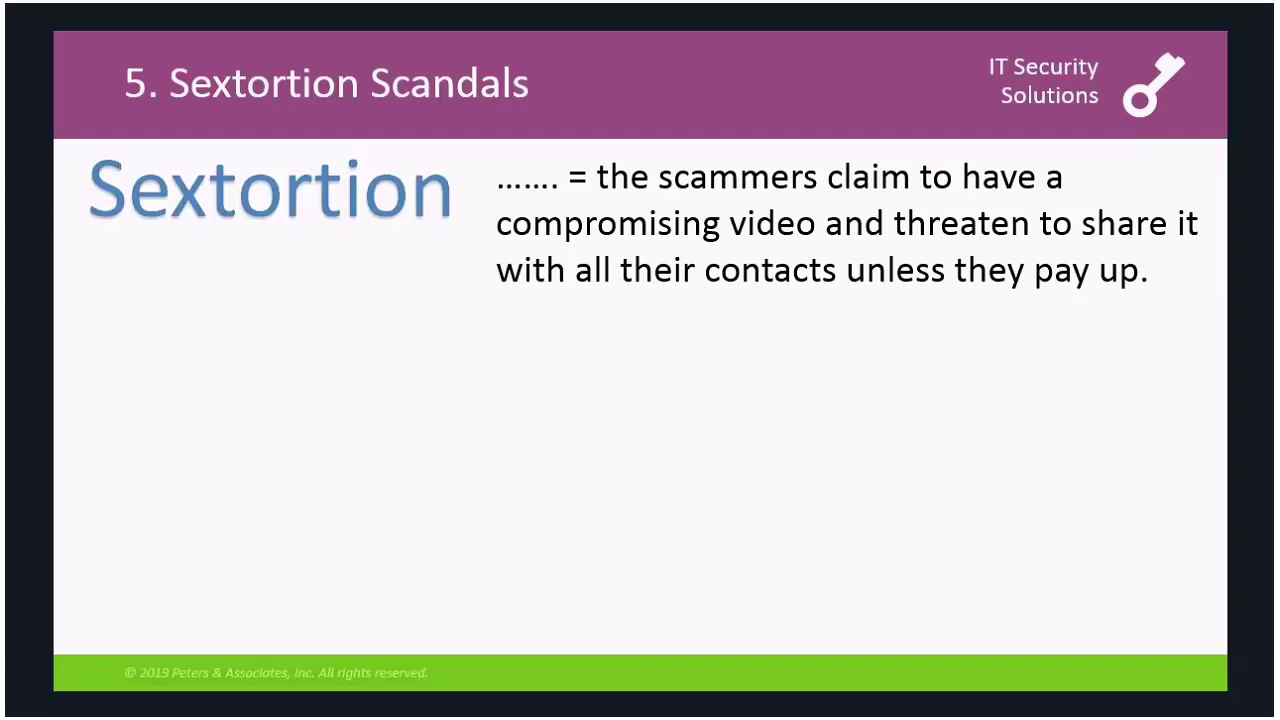 5. Sextortion Scandals
IT Security
Solutions
Sextortion
....... = the scammers claim to have a
compromising video and threaten to share it
with all their contacts unless they pay up.
© 2019 Peters & Associates, Inc. All rights reserved.